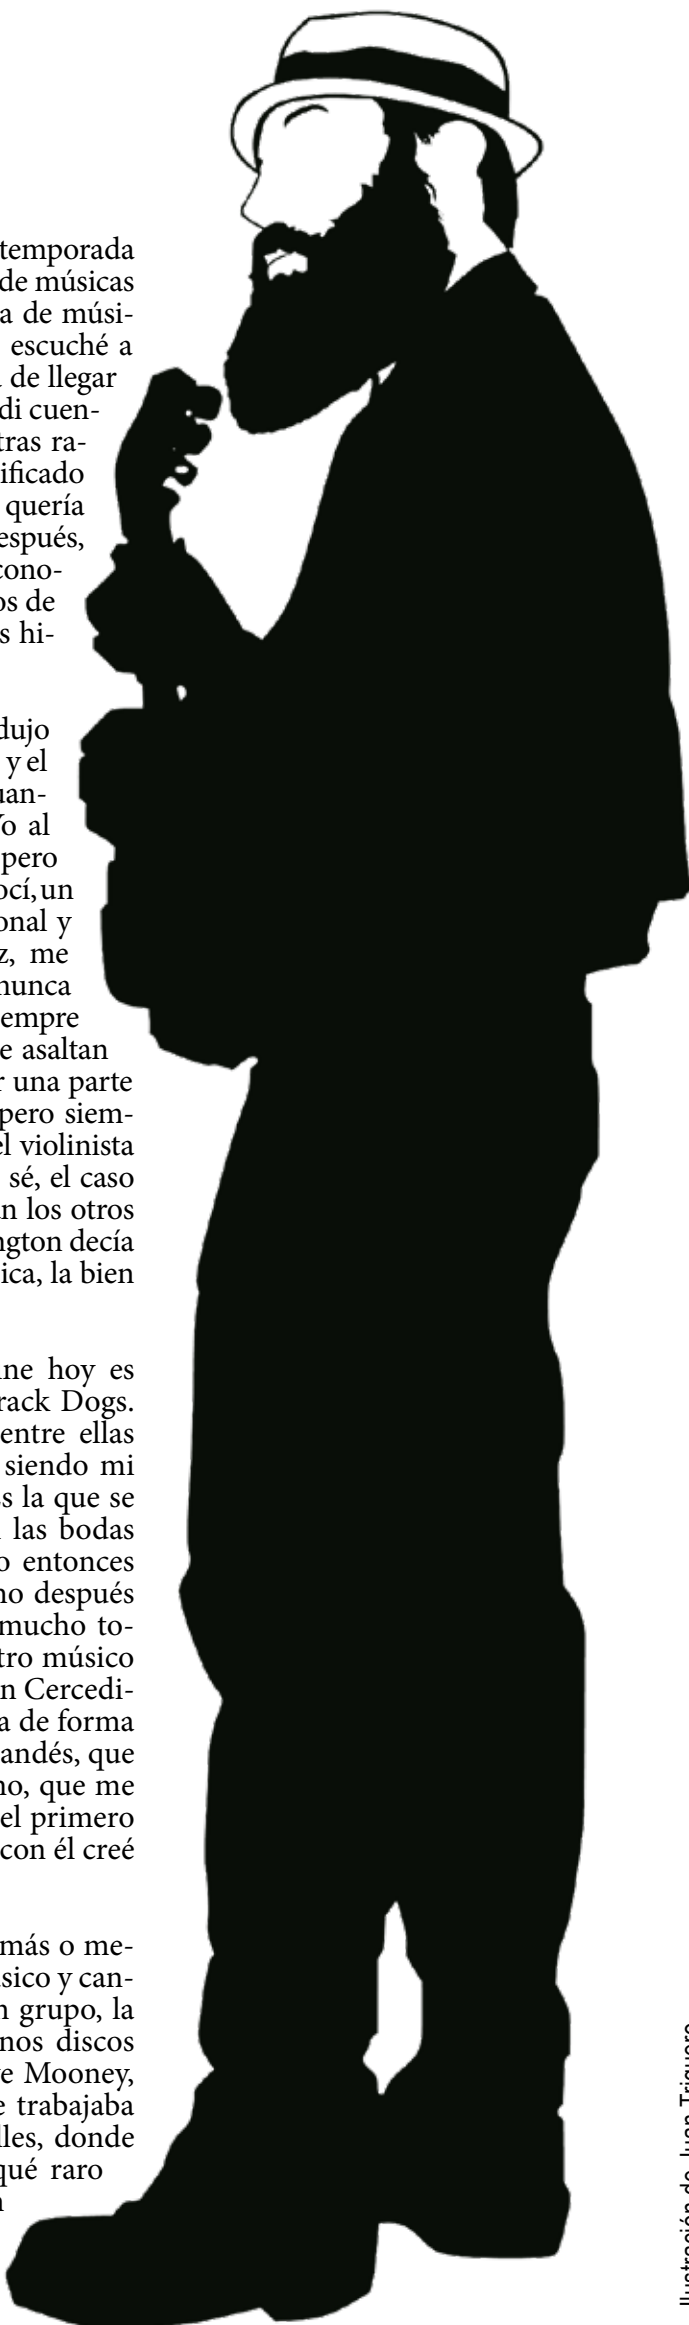 temporada
de músicas
a de músi-
escuché a
de llegar
di cuen-
tras ra-
ificado
quería
espués,
cono-
os de
s hi-
dujo
y el
uan-
o al
pero
ocí, un
onal y
z, me
nunca
empre
e asaltan
r una parte
pero siem-
el violinista
sé, el caso
n los otros
ngton decía
ica, la bien
ne hoy es
rack Dogs.
entre ellas
siendo mi
s la que se
las bodas
o entonces
no después
mucho to-
tro músico
n Cercedi-
a de forma
andés, que
no, que me
el primero
con él creé
más o me-
sico y can-
n grupo, la
nos discos
e Mooney,
e trabajaba
lles, donde
qué raro
Ilustración de Juan Triguero